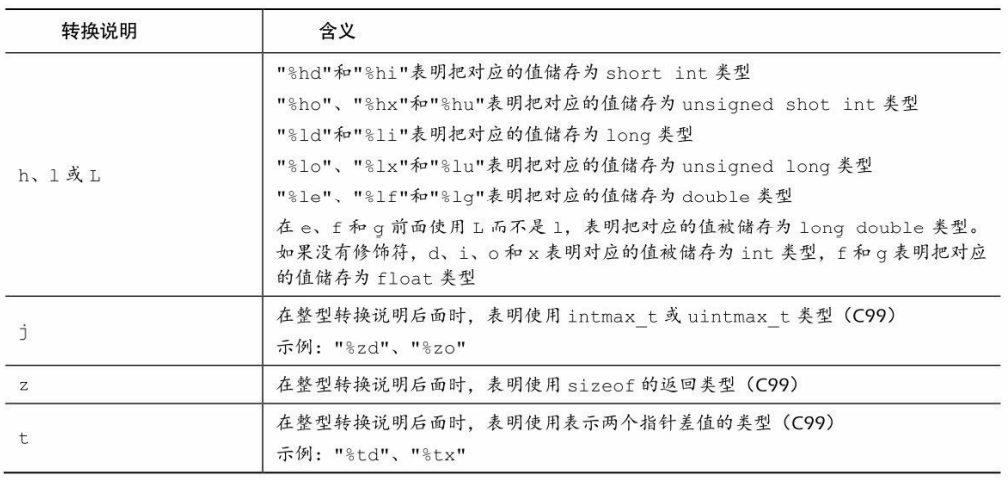 转换说明 含义
"%hd"和"%hi"表明把对应的值储存为 short int 类型
"%ho"、"%hx"和"%hu"表明把对应的值储存为 unsigned shot int 类型
"%ld"和"%li"表明把对应的值储存为 long 类型
h、l 或 L
"%lo"、"%lx"和"%lu"表明把对应的值储存为 unsigned long 类型
"%le"、"%lf"和"%lg"表明把对应的值储存为 double 类型
在 e、f 和 g 前面使用 L 而不是 l，表明把对应的值被储存为 long double 类型。
如果没有修饰符，d、i、o 和 x 表明对应的值被储存为 int 类型，f 和 g 表明把对应
的值储存为 float 类型
j
在整型转换说明后面时，表明使用 intmax_t 或 uintmax_t 类型（C99）
示例："%zd"、"%zo"
z 在整型转换说明后面时，表明使用 sizeof 的返回类型（C99）
t
在整型转换说明后面时，表明使用表示两个指针差值的类型（C99）
示例："%td"、"%tx"